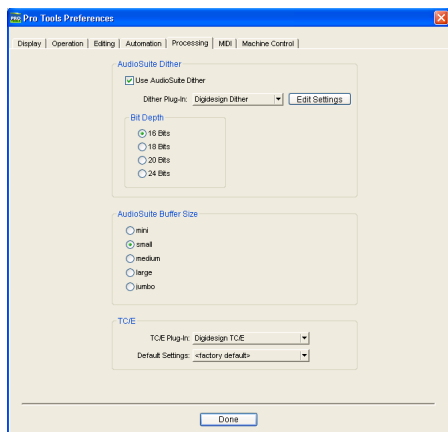 PRO Pro Tools Preferences
Display | Operation | Editing | Automation | Processing | MIDI | Machine Control |
AudioSuite Dither
Use AudioSuite Dither
Dither Plug-In: Digidesign Dither Edit Settings
Bit Depth
16 Bits
18 Bits
20 Bits
24 Bits
AudioSuite Buffer Size
mini
small
medium
large
jumbo
TC/E
TC/E Plug-In: Digidesign TC/E
Default Settings: <factory default>
Done